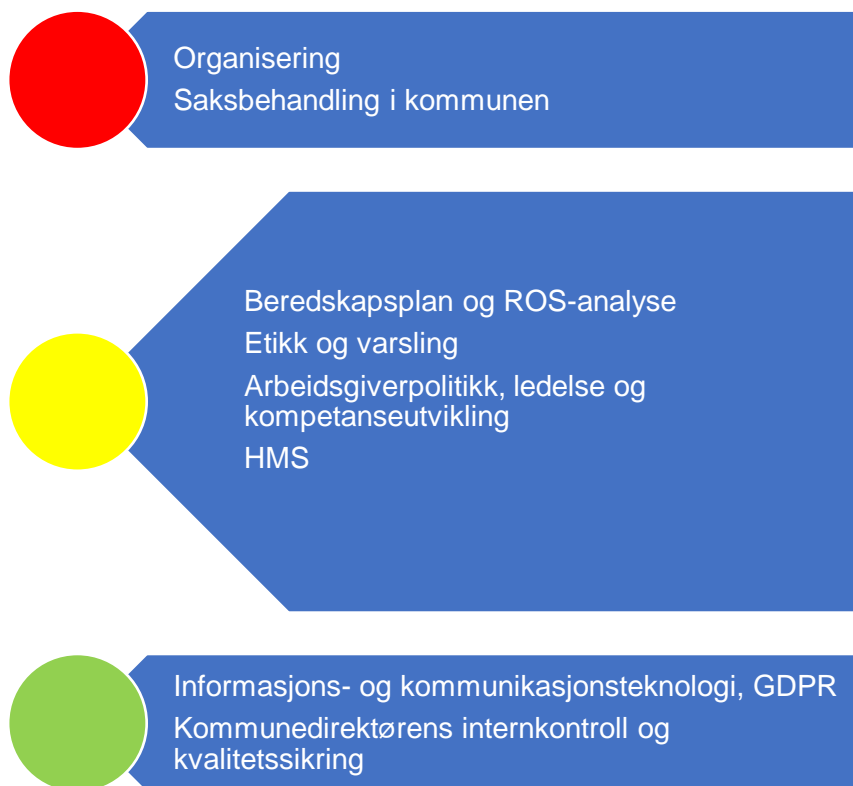 Organisering
Saksbehandling i kommunen
Beredskapsplan og ROS-analyse
Etikk og varsling
Arbeidsgiverpolitikk, ledelse og
kompetanseutvikling
HMS
Informasjons- og kommunikasjonsteknologi, GDPR
Kommunedirektørens internkontroll og
kvalitetssikring